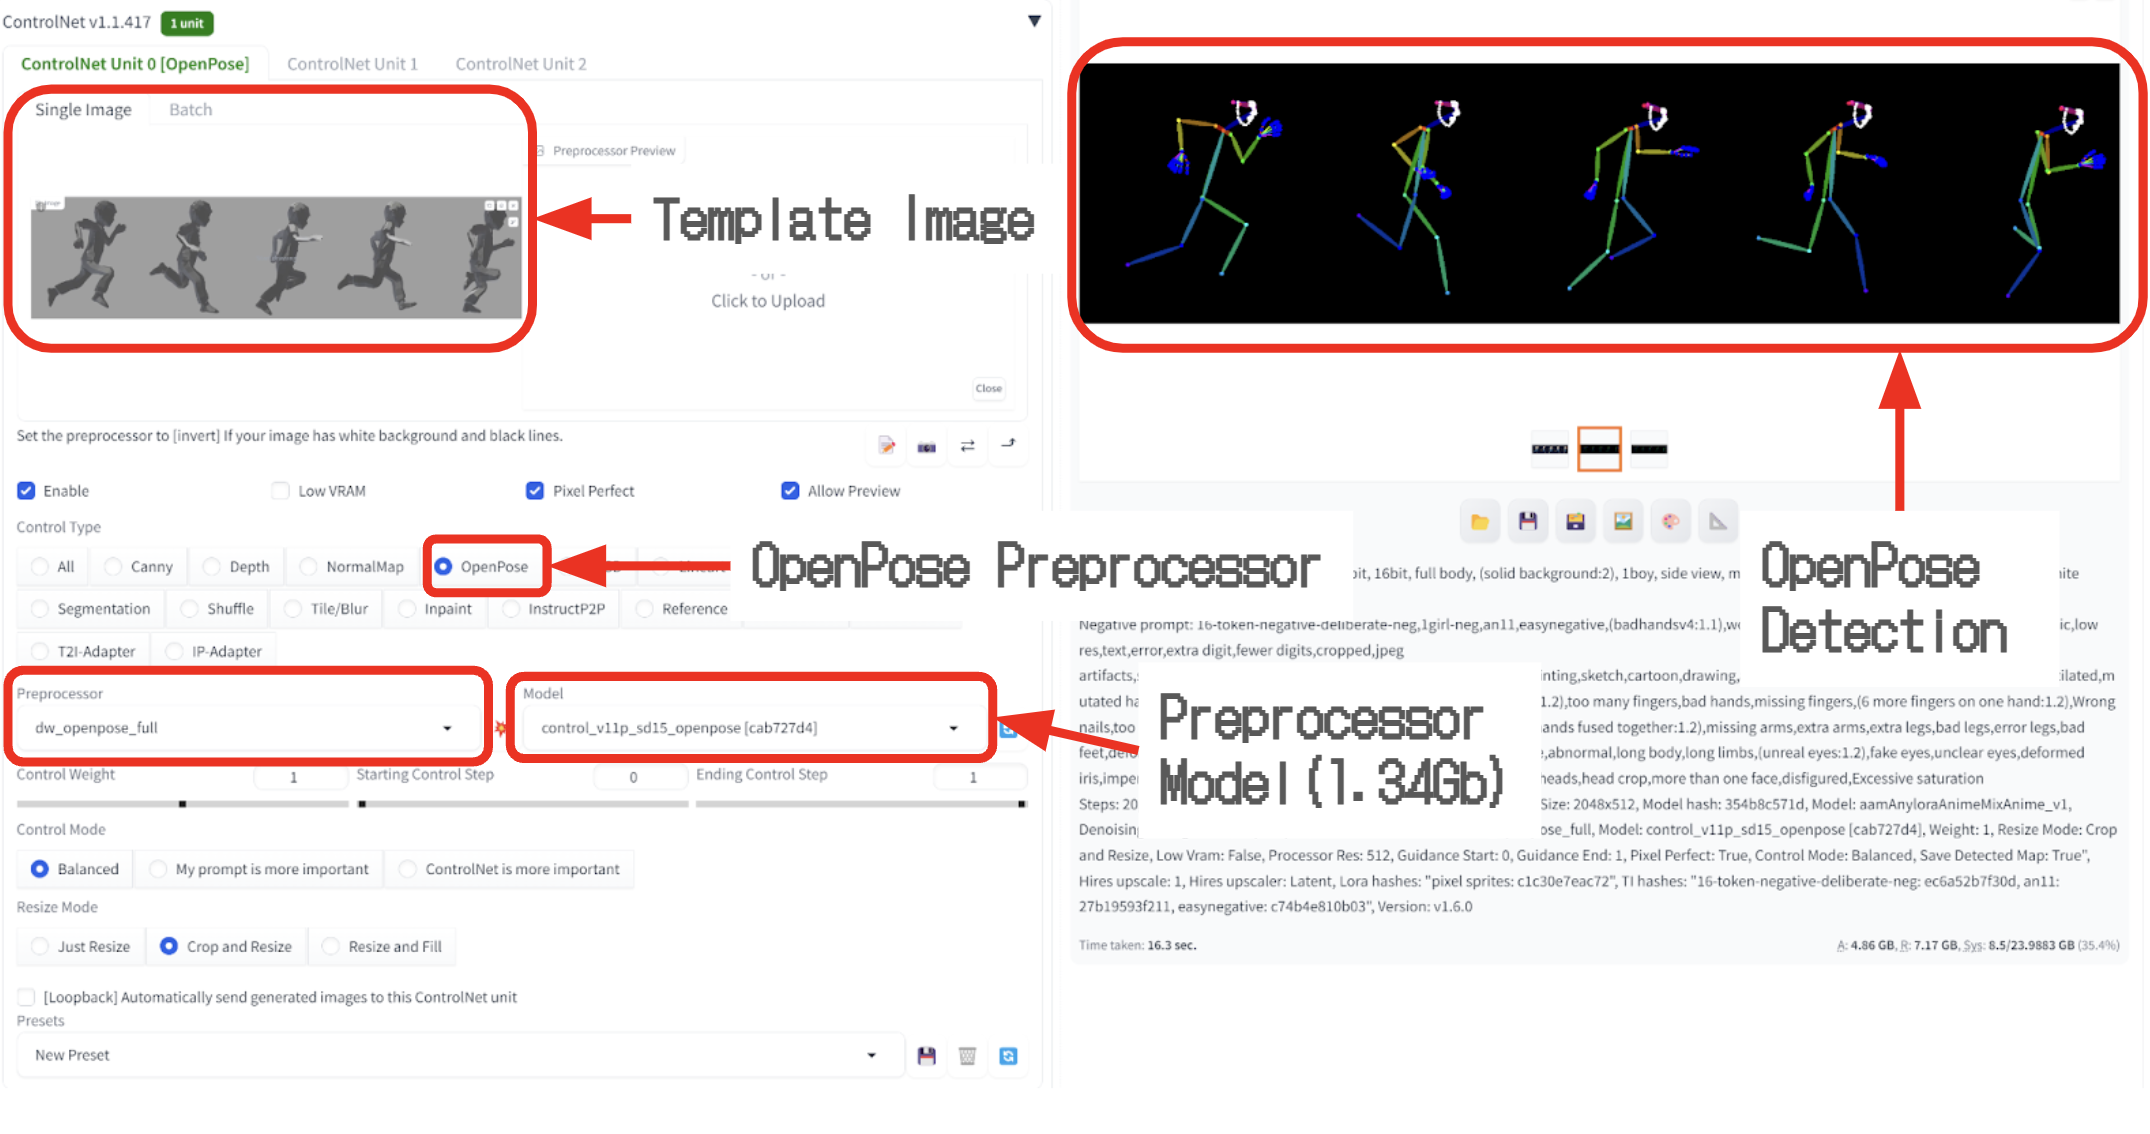 ControlNet v1.1.417 1 unit
ControlNet Unit 0 [OpenPose] ControlNet Unit 1 ControlNet Unit 2
Single Image Batch
Preprocessor Preview
Template Image
- or -
Click to Upload
Close
Set the preprocessor to [invert] If your image has white background and black lines.
Enable Low VRAM Pixel Perfect Allow Preview
Control Type
All Canny Depth NormalMap OpenPose
OpenPose Preprocessor
Segmentation Shuffle Tile/Blur Inpaint InstructP2P Reference
T2I-Adapter IP-Adapter
Preprocessor Model
dw_openpose_full control_v11p_sd15_openpose [cab727d4]
Preprocessor
Model(1.34Gb)
Control Weight 1 Starting Control Step 0 Ending Control Step 1
Control Mode
Balanced My prompt is more important ControlNet is more important
Resize Mode
Just Resize Crop and Resize Resize and Fill
[Loopback] Automatically send generated images to this ControlNet unit
Presets
New Preset
OpenPose
Detection
bit, 16bit, full body, (solid background:2), 1boy, side view,
Negative prompt: 16-token-negative-deliberate-neg,1girl-neg,an11,easynegative,(badhandsv4:1.1), low
res,text,error,extra digit,fewer digits,cropped,jpeg
artifacts, sketch,cartoon,drawing,
1.2),too many fingers,bad hands,missing fingers,(6 more fingers on one hand:1.2),Wrong
nails,too hands fused together:1.2),missing arms,extra arms,extra legs,bad legs,error legs,bad
feet, ,abnormal,long body,long limbs,(unreal eyes:1.2),fake eyes,unclear eyes,deformed
iris, heads,head crop,more than one face,disfigured,Excessive saturation
Steps: 20 Size: 2048x512, Model hash: 354b8c571d, Model: aamAnyloraAnimeMixAnime_v1,
ose_full, Model: control_v11p_sd15_openpose [cab727d4], Weight: 1, Resize Mode: Crop
and Resize, Low Vram: False, Processor Res: 512, Guidance Start: 0, Guidance End: 1, Pixel Perfect: True, Control Mode: Balanced, Save Detected Map: True",
Hires upscale: 1, Hires upscaler: Latent, Lora hashes: "pixel sprites: c1c30e7eac72", TI hashes: "16-token-negative-deliberate-neg: ec6a52b7f30d, an11:
27b19593f211, easynegative: c74b4e810b03", Version: v1.6.0
Time taken: 16.3 sec. A: 4.86 GB, R: 7.17 GB, Sys: 8.5/23.9883 GB (35.4%)